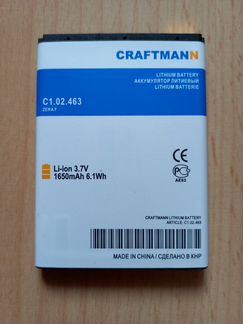 CRAFTMANN
LITHIUM BATTERY
АККУМУЛЯТОР ЛИТИЕВЫЙ
LITHIUM BATTERIE
C1.02.463
Li-ion 3.7V
1650mAh 6.1Wh
CE
АЕ83
CRAFTMANN LITHIUM BATTERY
ARTICLE: C1.02.463
MADE IN CHINA / СДЕЛАНО В КНР